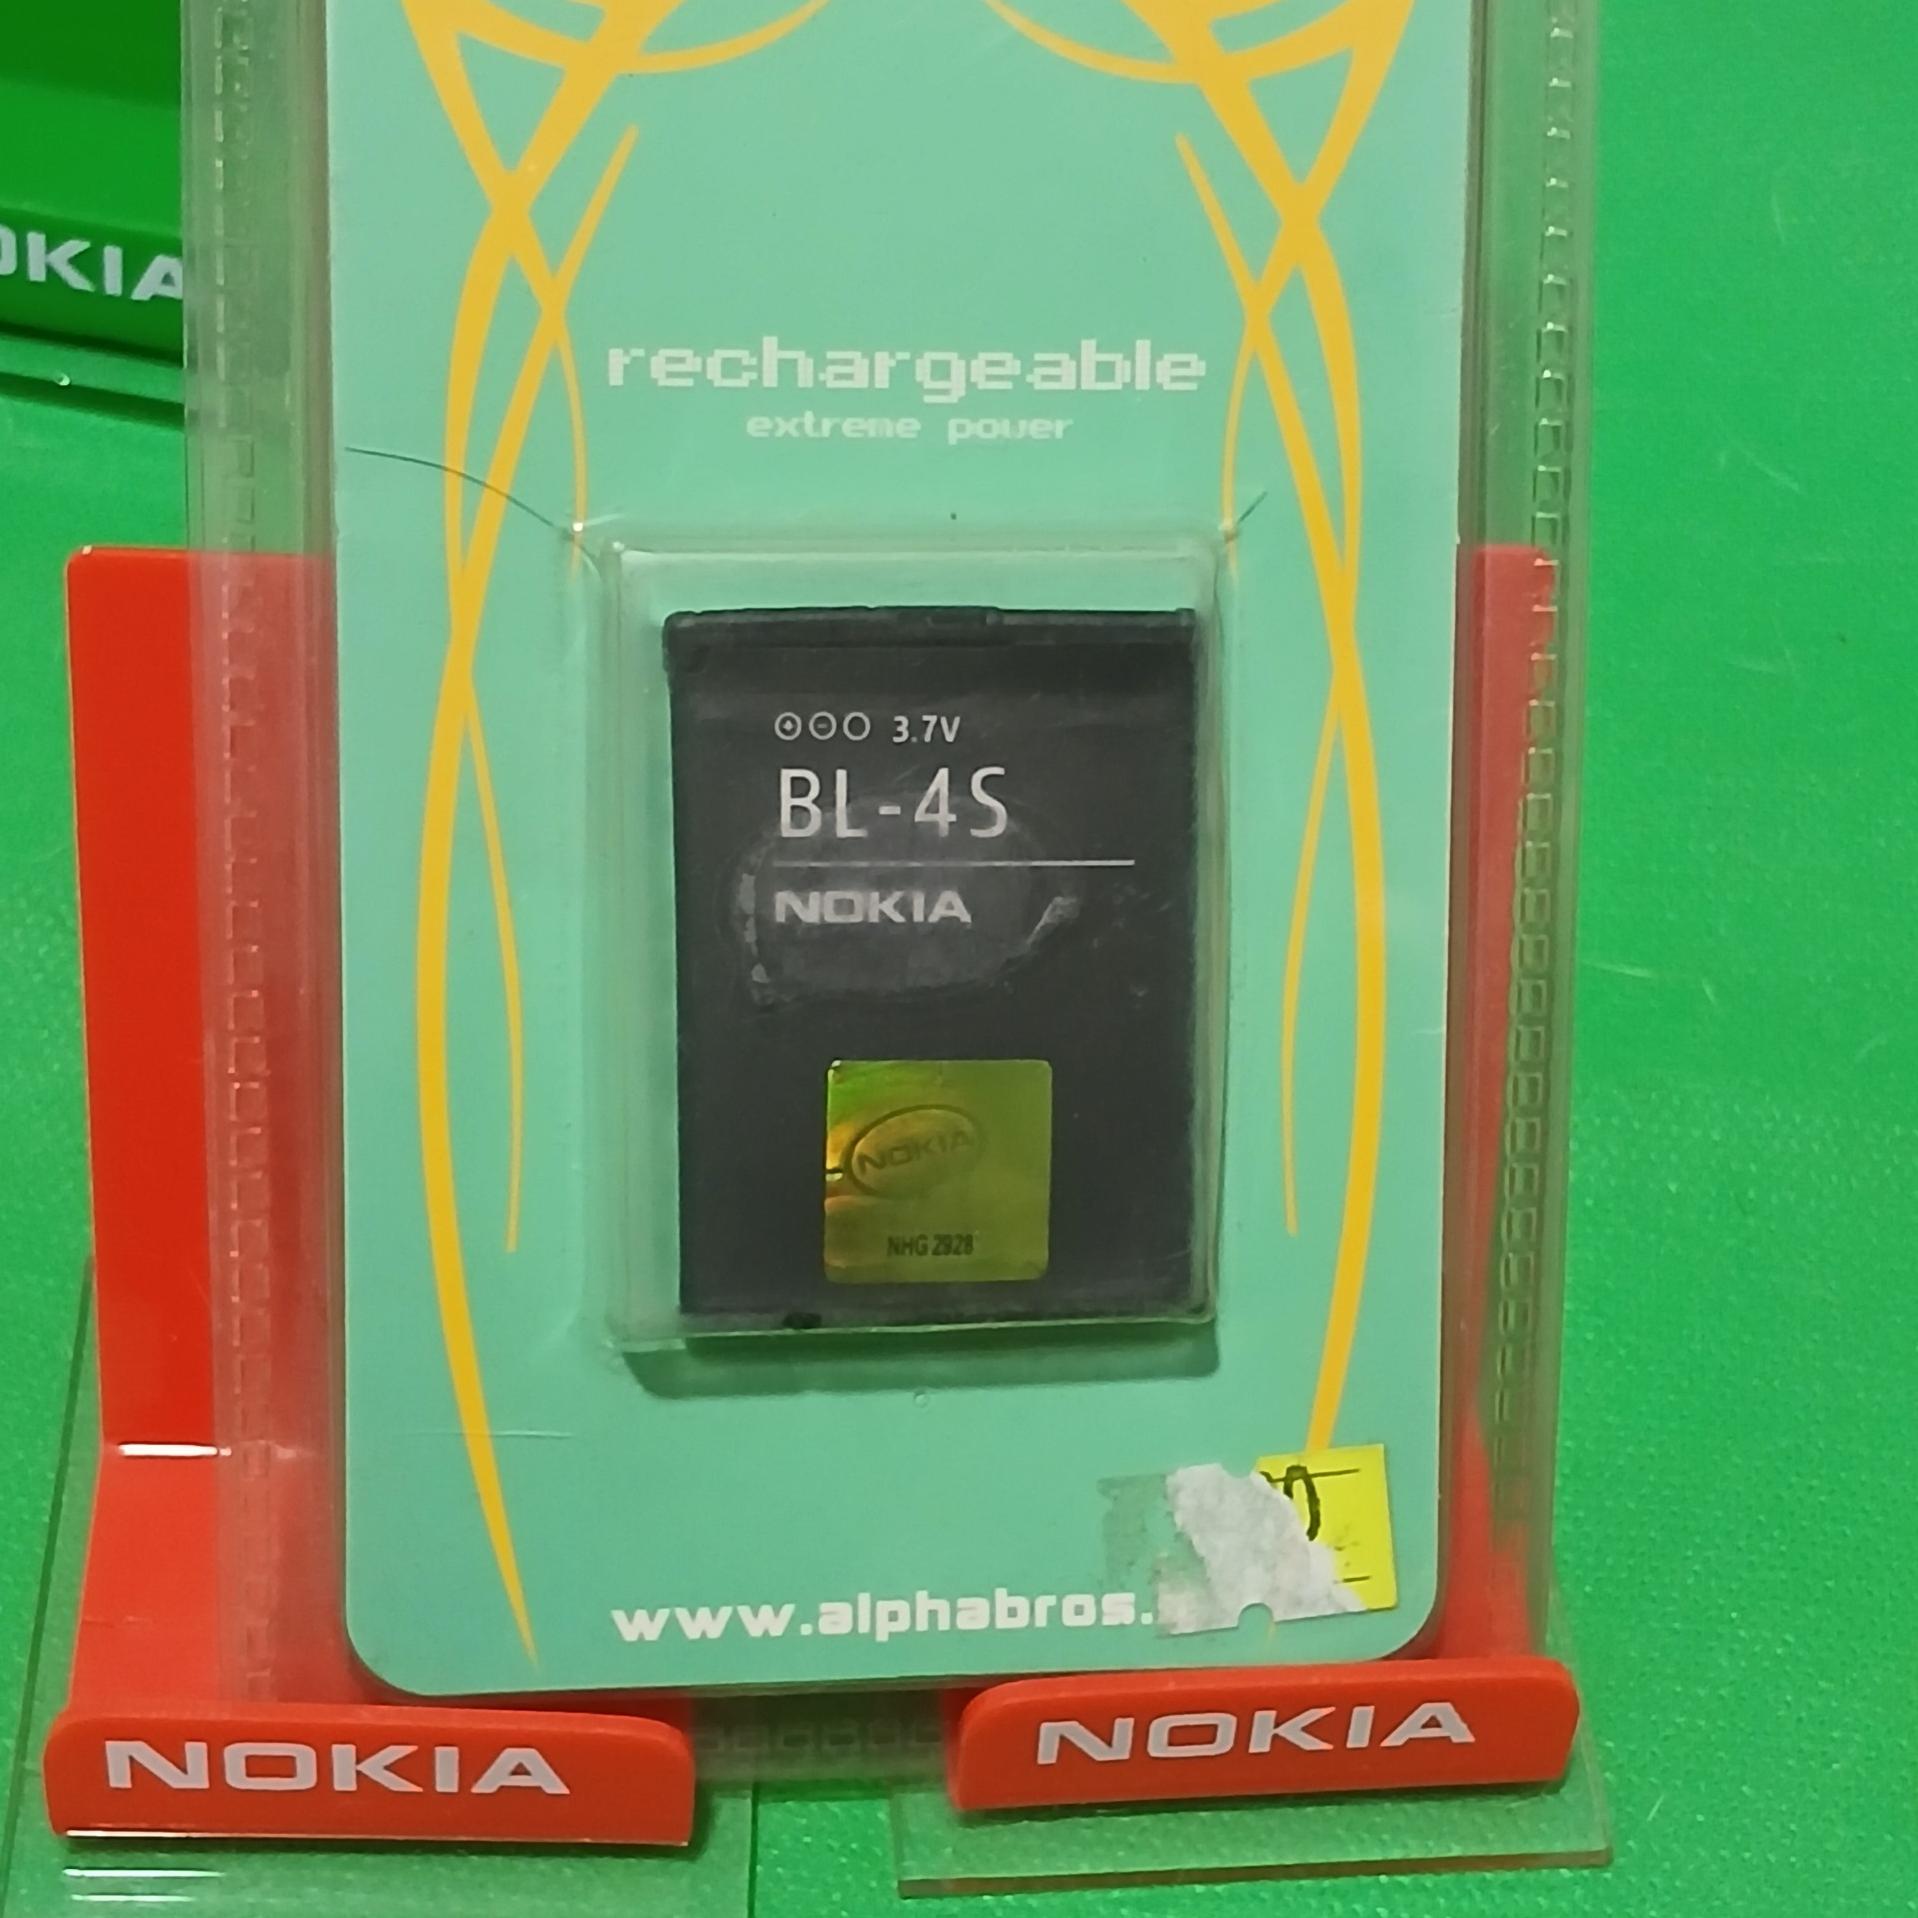 OKIA
rechargeable
extreme power
3.7V
BL-4S
NOKIA
NOKIA
NHG 2928
www.alphabros.
NOKIA
NOKIA